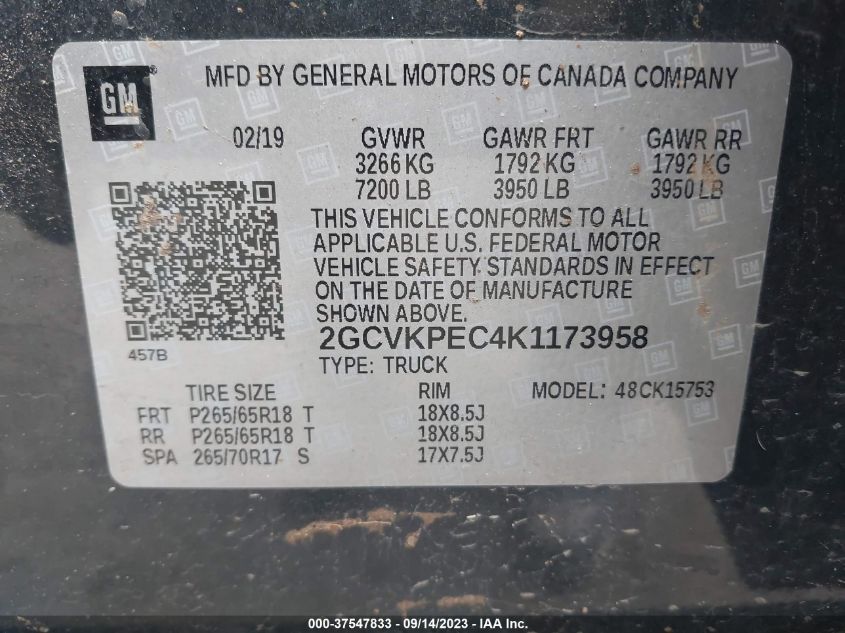 GM
MFD BY GENERAL MOTORS OF CANADA COMPANY
02/19 GVWR GAWR FRT GAWR RR
3266 KG 1792 KG 1792 KG
7200 LB 3950 LB 3950 LB
THIS VEHICLE CONFORMS TO ALL
APPLICABLE U.S. FEDERAL MOTOR
VEHICLE SAFETY STANDARDS IN EFFECT
ON THE DATE OF MANUFACTURE
SHOWN ABOVE.
2GCVKPEC4K1173958
457B
TYPE: TRUCK
TIRE SIZE RIM MODEL: 48CK15753
FRT P265/65R18 T 18X8.5J
RR P265/65R18 T 18X8.5J
SPA 265/70R17 S 17X7.5J
000-37547833 - 09/14/2023 - IAA Inc.